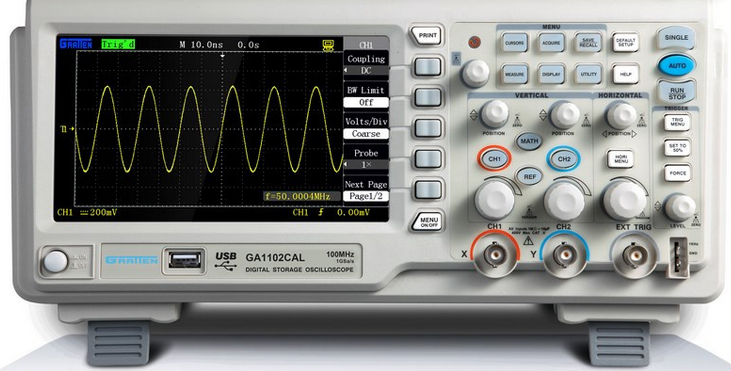 GRATTEN Trig'd M 10.0ns 0.0s CH1
Coupling
DC
BW Limit
Off
Volts/Div
Coarse
Probe
1×
Next Page
Page1/2
f=50.0004MHz
CH1 200mV CH1 0.00mV
PRINT
MENU
ON/OFF
MENU
CURSORS ACQUIRE SAVE RECALL DEFAULT SETUP
MEASURE DISPLAY UTILITY HELP
SINGLE
AUTO
RUN STOP
VERTICAL HORIZONTAL TRIGGER
POSITION POSITION POSITION
ZERO ZERO ZERO
MATH
CH1 CH2
REF
HORI MENU
TRIG MENU
SET TO 50%
FORCE
LEVEL
ZERO
CH1 CH2 EXT TRIG
X Y
GRATTEN
USB
GA1102CAL 100MHz
1GSa/s
DIGITAL STORAGE OSCILLOSCOPE